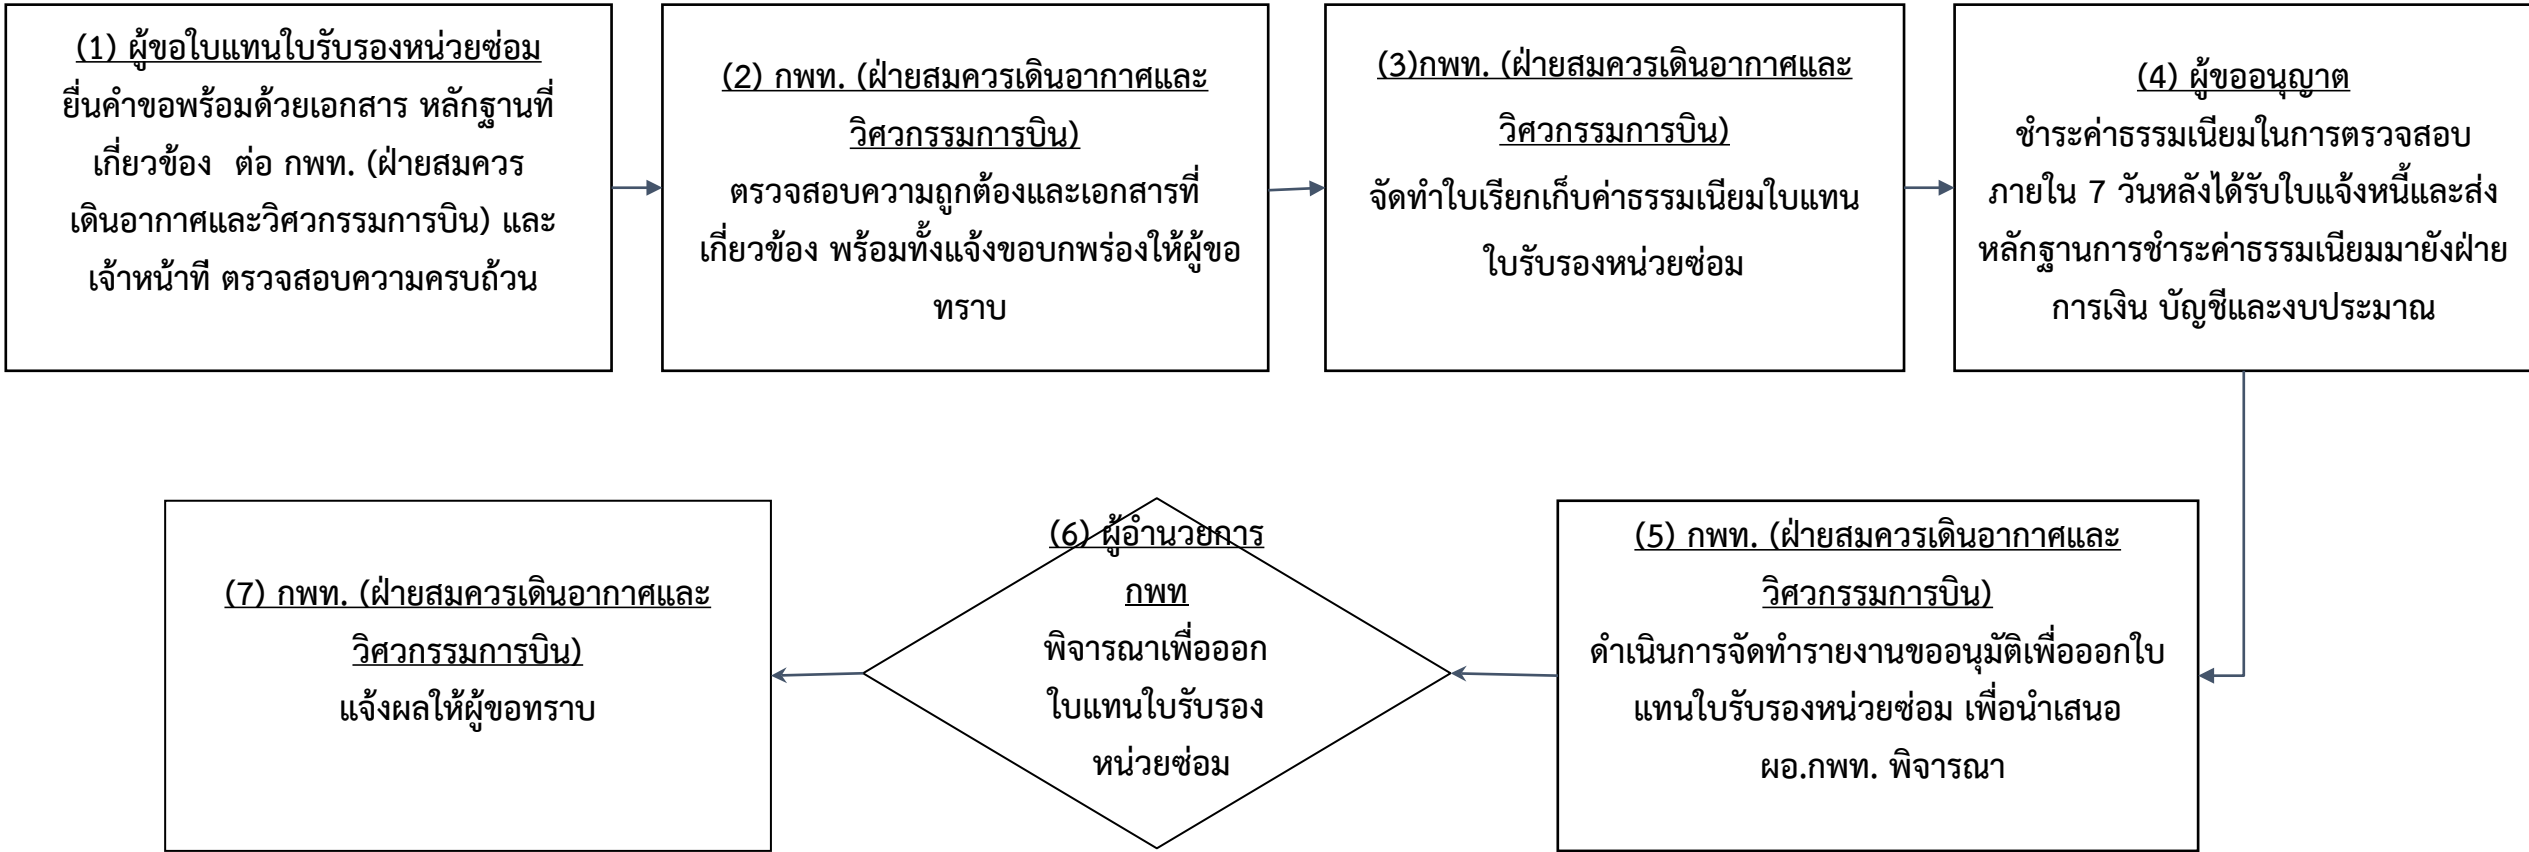 (1) ผู้ขอใบแทนใบรับรองหน่วยซ่อม
ยื่นคำขอพร้อมด้วยเอกสาร หลักฐานที่
เกี่ยวข้อง ต่อ กพท. (ฝ่ายสมควร
เดินอากาศและวิศวกรรมการบิน) และ
เจ้าหน้าที ตรวจสอบความครบถ้วน
(2) กพท. (ฝ่ายสมควรเดินอากาศและ
วิศวกรรมการบิน)
ตรวจสอบความถูกต้องและเอกสารที่
เกี่ยวข้อง พร้อมทั้งแจ้งขอบกพร่องให้ผู้ขอ
ทราบ
(3)กพท. (ฝ่ายสมควรเดินอากาศและ
วิศวกรรมการบิน)
จัดทำใบเรียกเก็บค่าธรรมเนียมใบแทน
ใบรับรองหน่วยซ่อม
(4) ผู้ขออนุญาต
ชำระค่าธรรมเนียมในการตรวจสอบ
ภายใน 7 วันหลังได้รับใบแจ้งหนี้และส่ง
หลักฐานการชำระค่าธรรมเนียมมายังฝ่าย
การเงิน บัญชีและงบประมาณ
(5) กพท. (ฝ่ายสมควรเดินอากาศและ
วิศวกรรมการบิน)
ดำเนินการจัดทำรายงานขออนุมัติเพื่อออกใบ
แทนใบรับรองหน่วยซ่อม เพื่อนำเสนอ
ผอ.กพท. พิจารณา
(6) ผู้อำนวยการ
กพท
พิจารณาเพื่อออก
ใบแทนใบรับรอง
หน่วยซ่อม
(7) กพท. (ฝ่ายสมควรเดินอากาศและ
วิศวกรรมการบิน)
แจ้งผลให้ผู้ขอทราบ